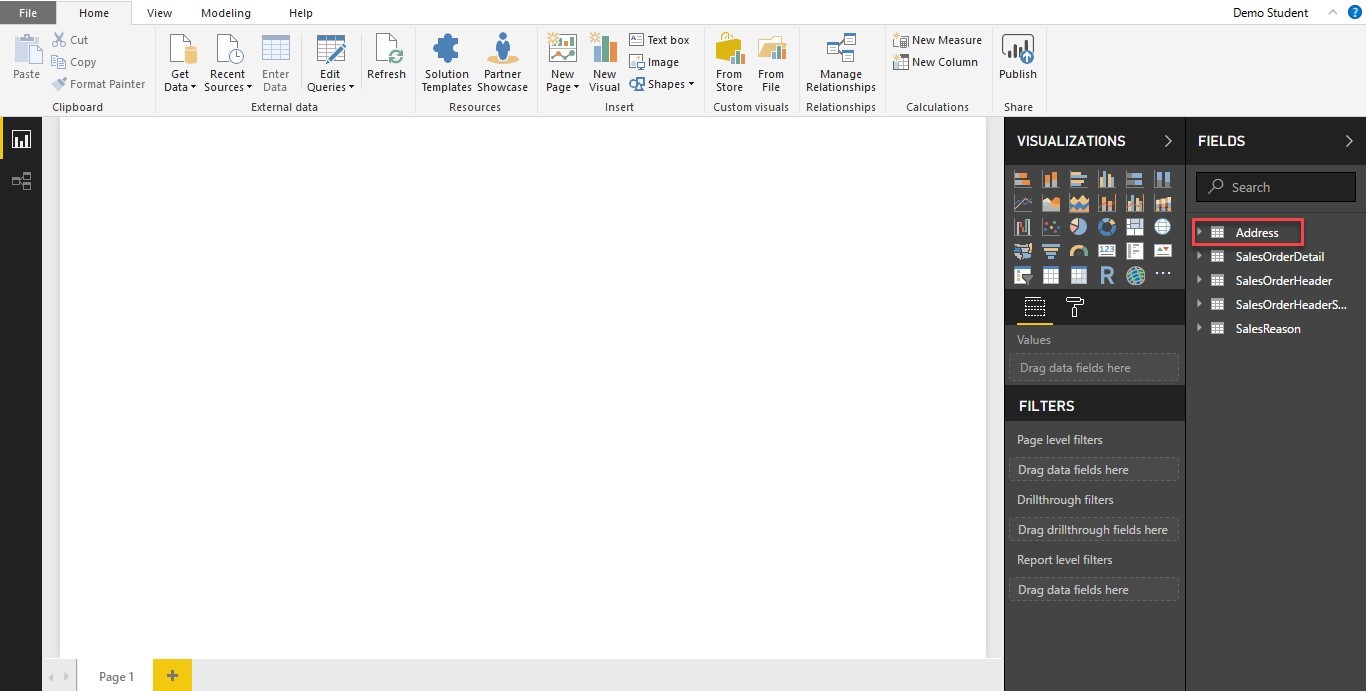 File Home View Modeling Help Demo Student ?
Paste
Cut
Copy
Format Painter
Clipboard
Get Data
Recent Sources
Enter Data
Edit Queries
Refresh
External data
Solution Templates
Partner Showcase
Resources
New Page
New Visual
Text box
Image
Shapes
Insert
From Store
From File
Custom visuals
Manage Relationships
Relationships
New Measure
New Column
Calculations
Publish
Share
VISUALIZATIONS
123
R
...
Values
Drag data fields here
FILTERS
Page level filters
Drag data fields here
Drillthrough filters
Drag drillthrough fields here
Report level filters
Drag data fields here
FIELDS
Search
Address
SalesOrderDetail
SalesOrderHeader
SalesOrderHeaderS...
SalesReason
Page 1 +